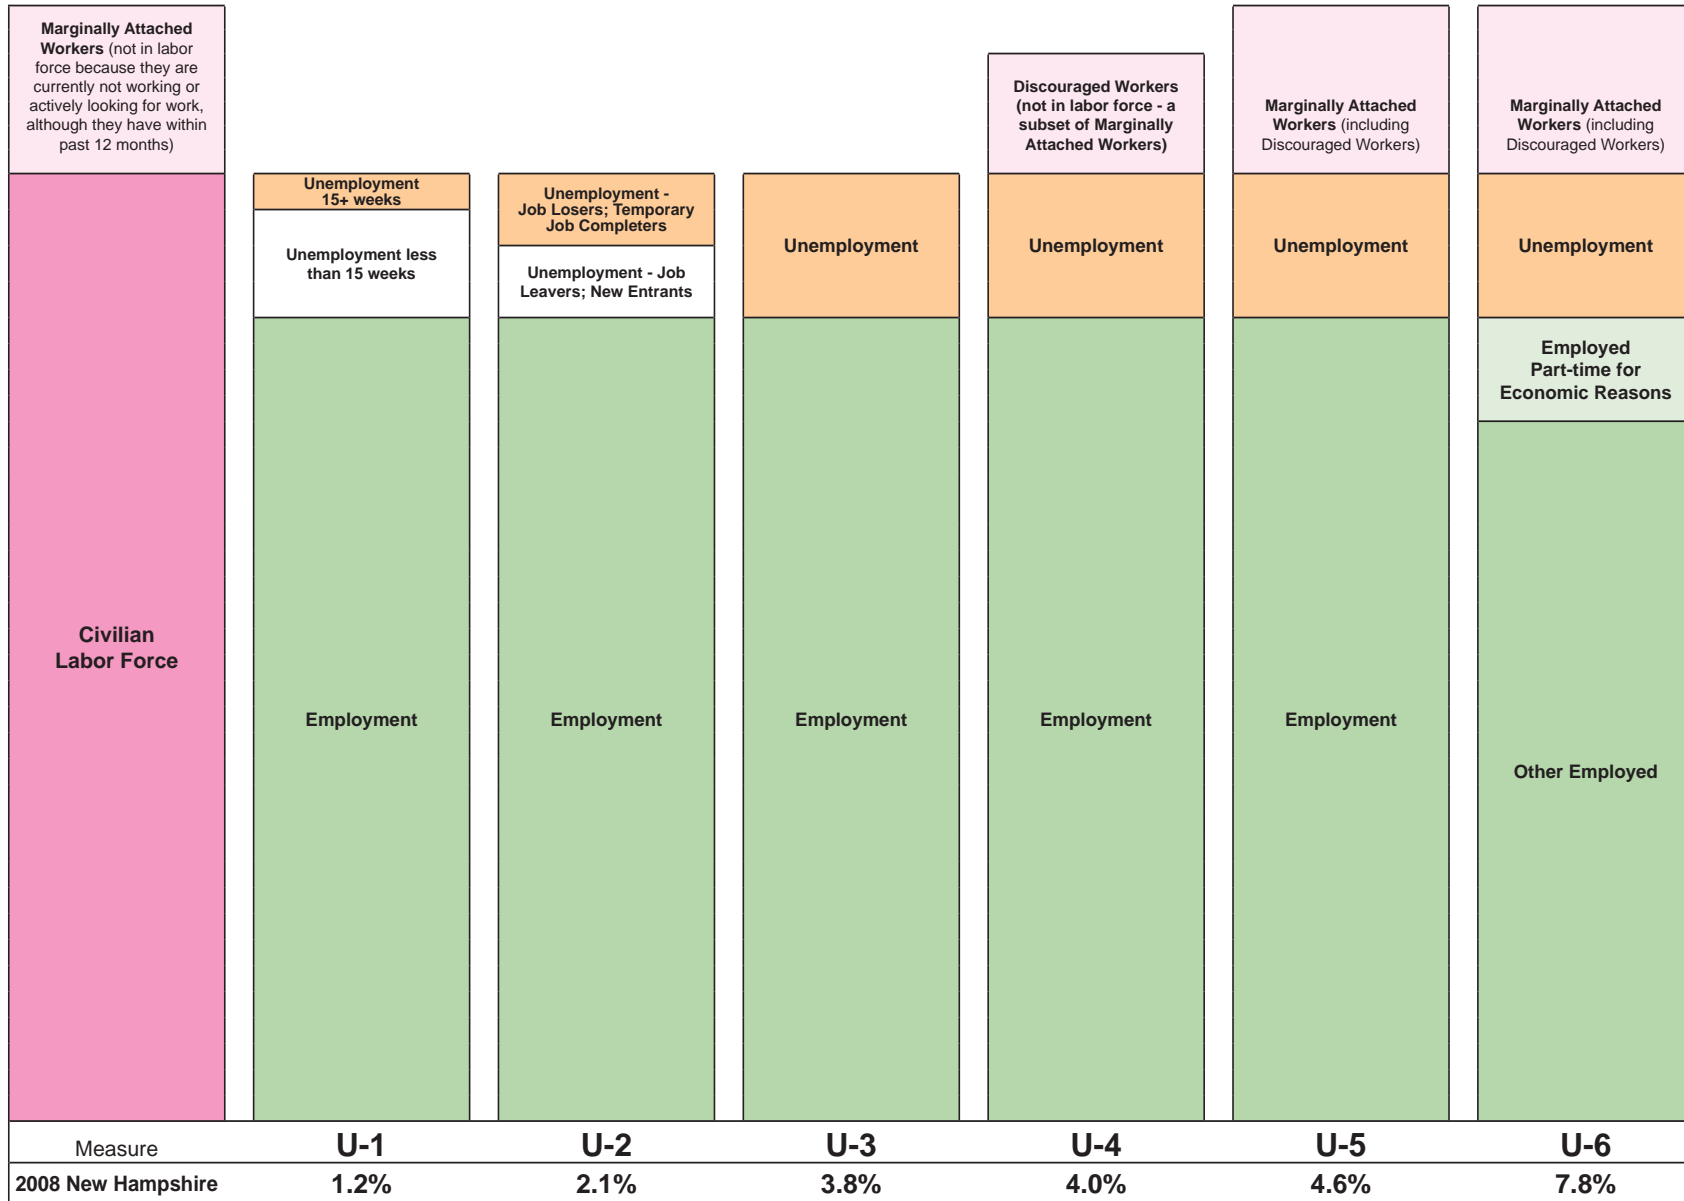 Marginally Attached
Workers (not in labor
force because they are
currently not working or
actively looking for work,
although they have within
past 12 months)
Civilian
Labor Force
Unemployment
15+ weeks
Unemployment less
than 15 weeks
Employment
Unemployment -
Job Losers; Temporary
Job Completers
Unemployment - Job
Leavers; New Entrants
Employment
Unemployment
Employment
Discouraged Workers
(not in labor force - a
subset of Marginally
Attached Workers)
Unemployment
Employment
Marginally Attached
Workers (including
Discouraged Workers)
Unemployment
Employment
Marginally Attached
Workers (including
Discouraged Workers)
Unemployment
Employed
Part-time for
Economic Reasons
Other Employed
Measure U-1 U-2 U-3 U-4 U-5 U-6
2008 New Hampshire 1.2% 2.1% 3.8% 4.0% 4.6% 7.8%